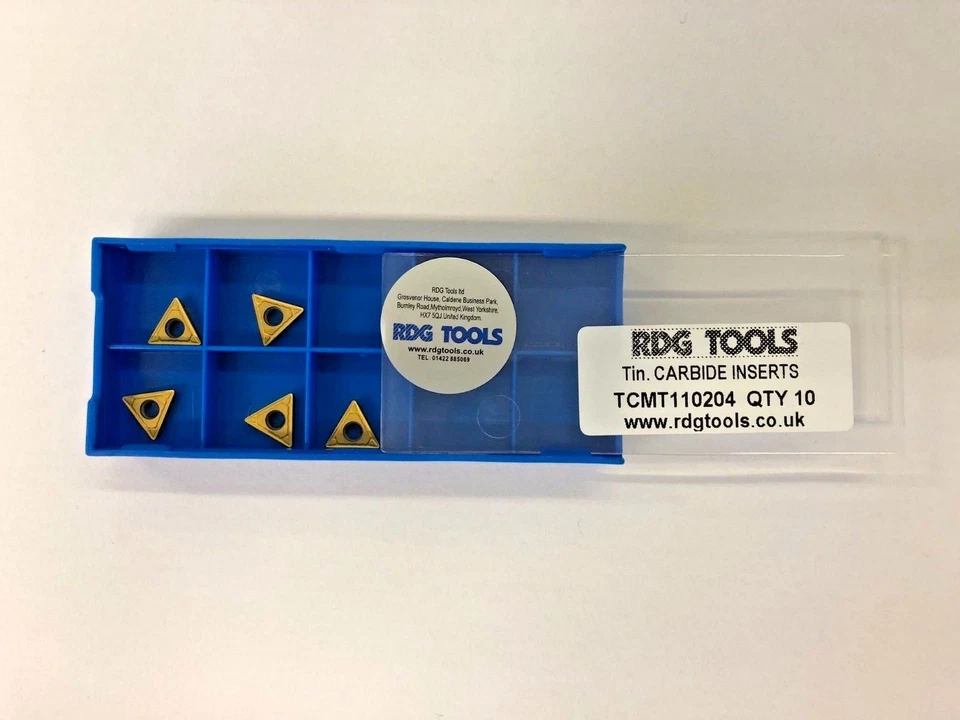 RDG Tools ltd
Grosvenor House, Caldene Business Park,
Burnley Road,Mytholmroyd,West Yorkshire,
HX7 5QJ.United Kingdom.
RDG TOOLS
www.rdgtools.co.uk
TEL: 01422 885069
RDG TOOLS
Tin. CARBIDE INSERTS
TCMT110204 QTY 10
www.rdgtools.co.uk